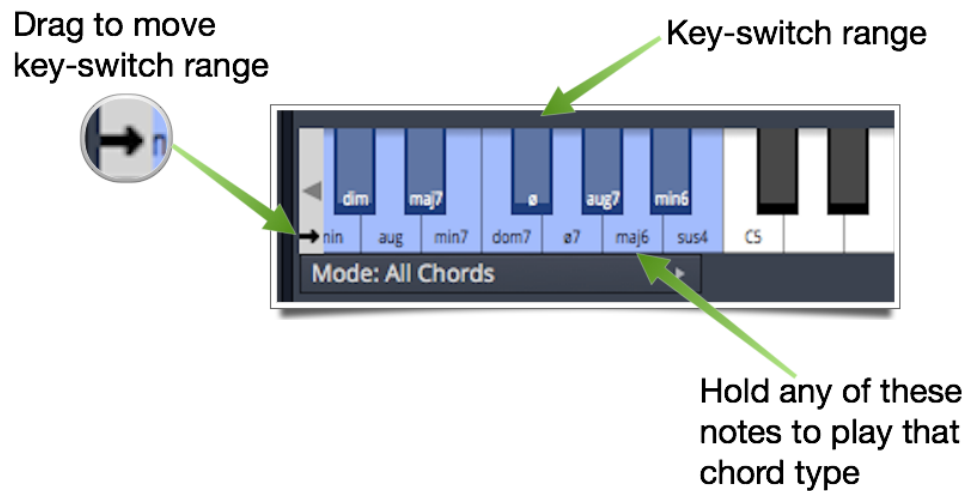 Drag to move
key-switch range
Key-switch range
dim maj7 ø aug7 min6
aug min7 dom7 ø7 maj6 sus4 C5
Mode: All Chords
Hold any of these
notes to play that
chord type